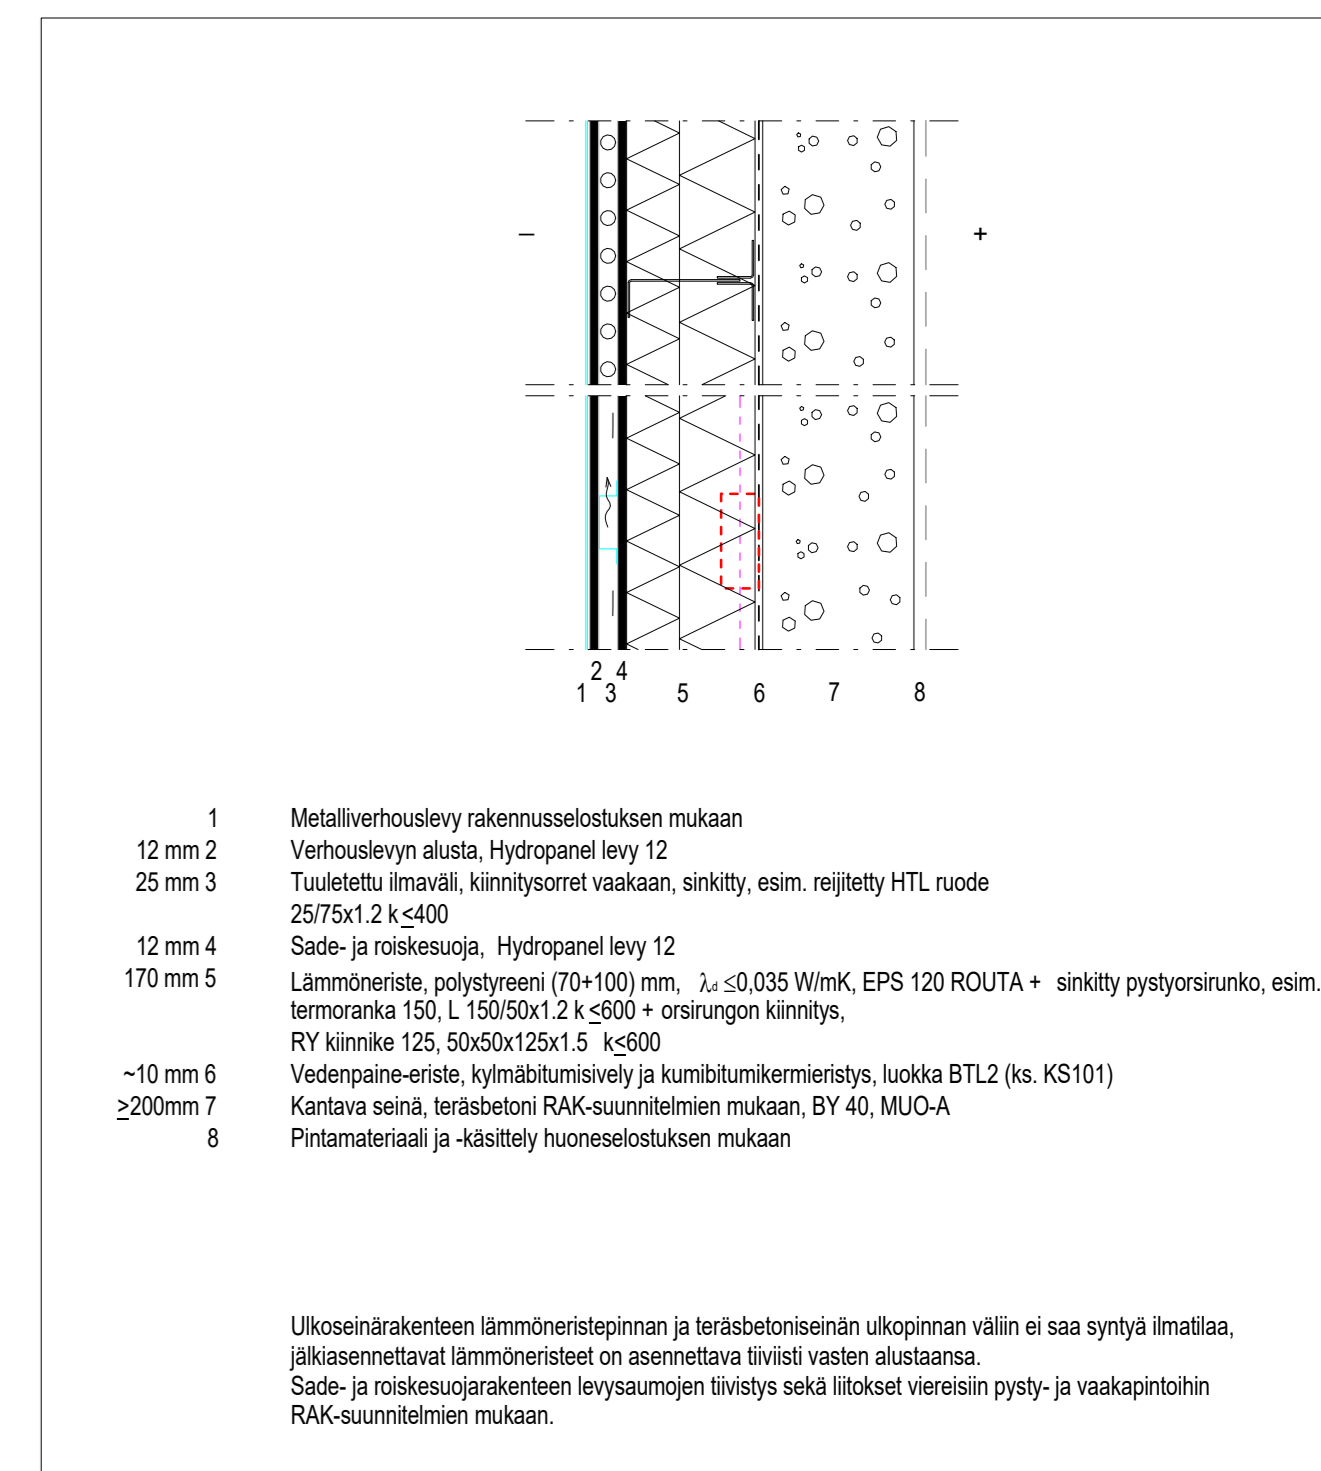 – +
2 4
1 3 5 6 7 8
1 Metalliverhouslevy rakennusselostuksen mukaan
12 mm 2 Verhouslevyn alusta, Hydropanel levy 12
25 mm 3 Tuuletettu ilmaväli, kiinnitysorret vaakaan, sinkitty, esim. reijitetty HTL ruode
25/75x1.2 k ≤400
12 mm 4 Sade- ja roiskesuoja, Hydropanel levy 12
170 mm 5 Lämmöneriste, polystyreeni (70+100) mm, λd ≤0,035 W/mK, EPS 120 ROUTA + sinkitty pystyorsirunko, esim.
termoranka 150, L 150/50x1.2 k ≤600 + orsirungon kiinnitys,
RY kiinnike 125, 50x50x125x1.5 k≤600
~10 mm 6 Vedenpaine-eriste, kylmäbitumisively ja kumibitumikermieristys, luokka BTL2 (ks. KS101)
≥200mm 7 Kantava seinä, teräsbetoni RAK-suunnitelmien mukaan, BY 40, MUO-A
8 Pintamateriaali ja -käsittely huoneselostuksen mukaan
Ulkoseinärakenteen lämmöneristepinnan ja teräsbetoniseinän ulkopinnan väliin ei saa syntyä ilmatilaa,
jälkiasennettavat lämmöneristeet on asennettava tiiviisti vasten alustaansa.
Sade- ja roiskesuojarakenteen levysaumojen tiivistys sekä liitokset viereisiin pysty- ja vaakapintoihin
RAK-suunnitelmien mukaan.